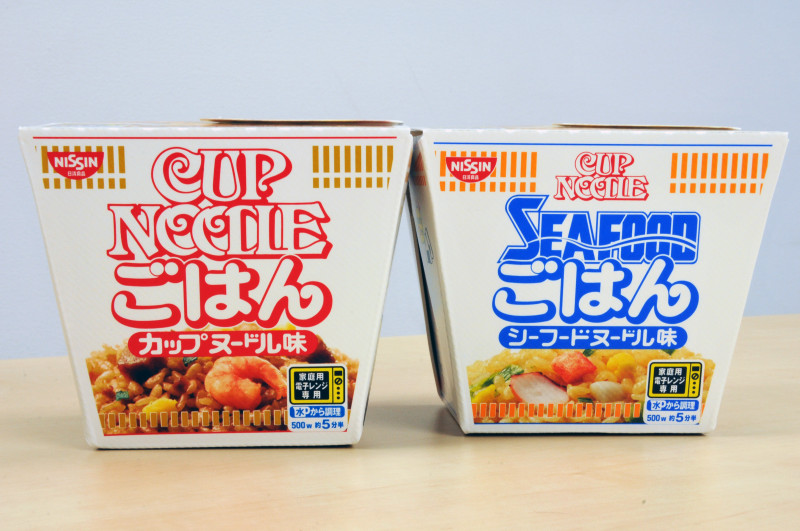 NISSIN
日清食品
CUP
NOODLE
ごはん
カップヌードル味
家庭用
電子レンジ
専用
水から調理
500W 約5分半
NISSIN
日清食品
CUP
NOODLE
SEAFOOD
ごはん
シーフードヌードル味
家庭用
電子レンジ
専用
水から調理
500W 約5分半